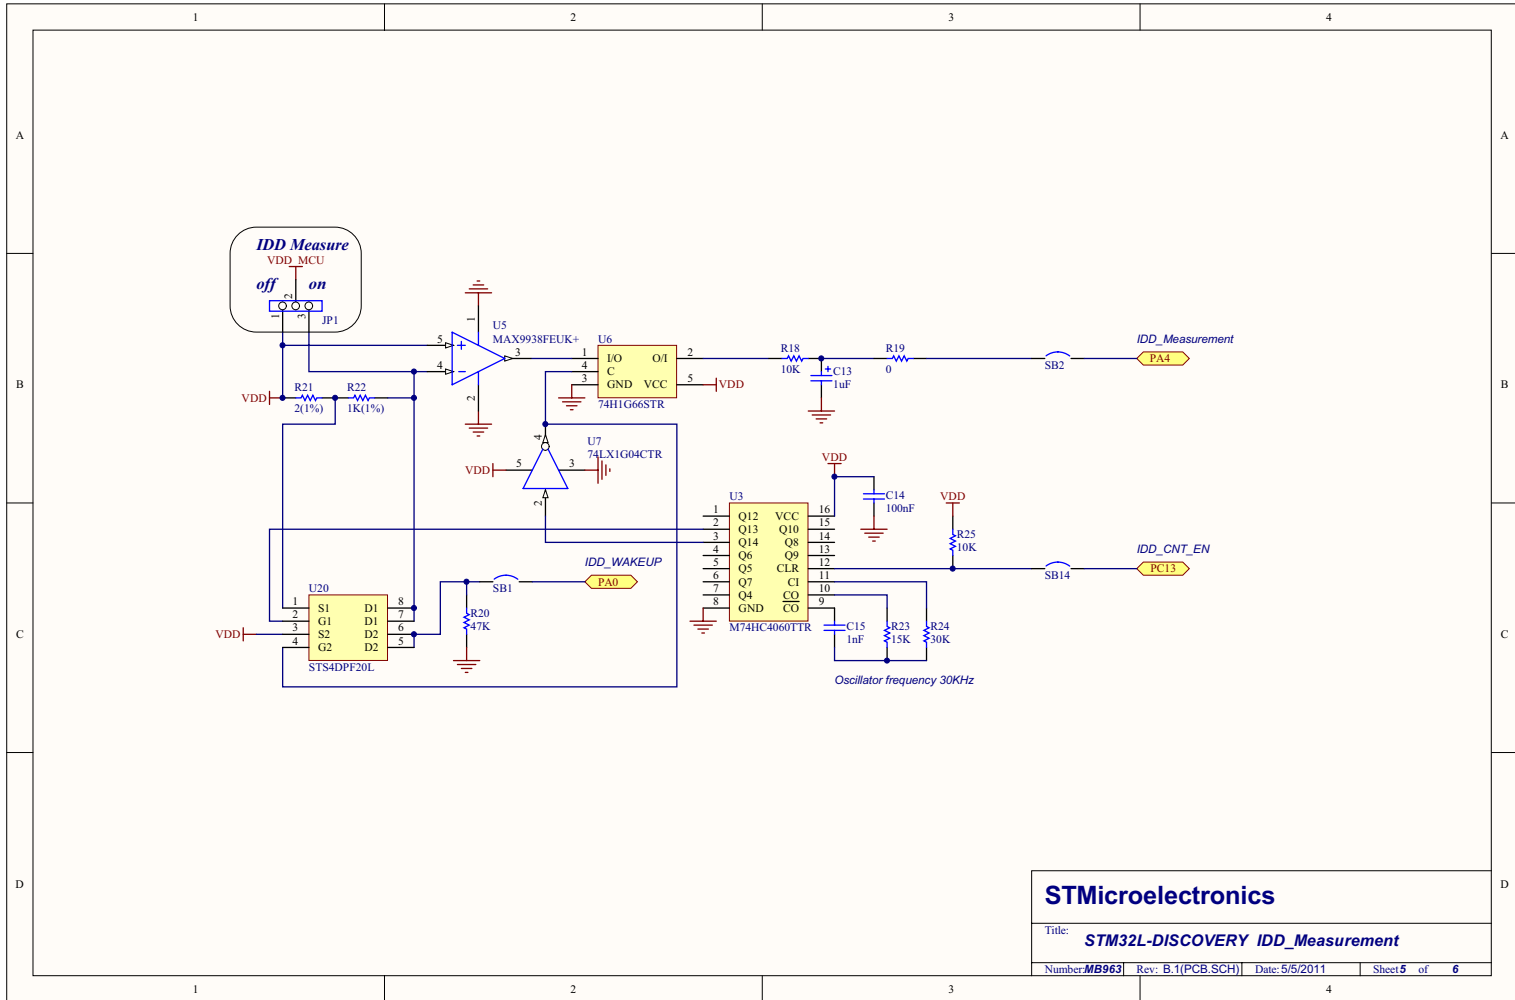 1 2 3 4
A A
IDD Measure
VDD_MCU
off on
2
1 3 JP1
U5
MAX9938FEUK+
1
5 +
4 −
3
2
U6
1 I/O O/I 2
4 C
3 GND VCC 5
VDD
74H1G66STR
R18
10K
R19
0
C13
1uF
+
SB2
IDD_Measurement
PA4
B B
VDD
R21
2(1%)
R22
1K(1%)
U7
74LX1G04CTR
4
VDD 5 3
2
VDD
C14
100nF
U3
1 Q12 VCC 16
2 Q13 Q10 15
3 Q14 Q8 14
4 Q6 Q9 13
5 Q5 CLR 12
6 Q7 CI 11
7 Q4 CO 10
8 GND CO 9
M74HC4060TTR
VDD
R25
10K
IDD_CNT_EN
SB14
PC13
IDD_WAKEUP
SB1
PA0
U20
1 S1 D1 8
2 G1 D1 7
3 S2 D2 6
4 G2 D2 5
VDD
STS4DPF20L
R20
47K
C15
1nF
R23
15K
R24
30K
Oscillator frequency 30KHz
C C
D D
STMicroelectronics
Title:
STM32L-DISCOVERY IDD_Measurement
Number:MB963 Rev: B.1(PCB.SCH) Date:5/5/2011 Sheet 5 of 6
1 2 3 4